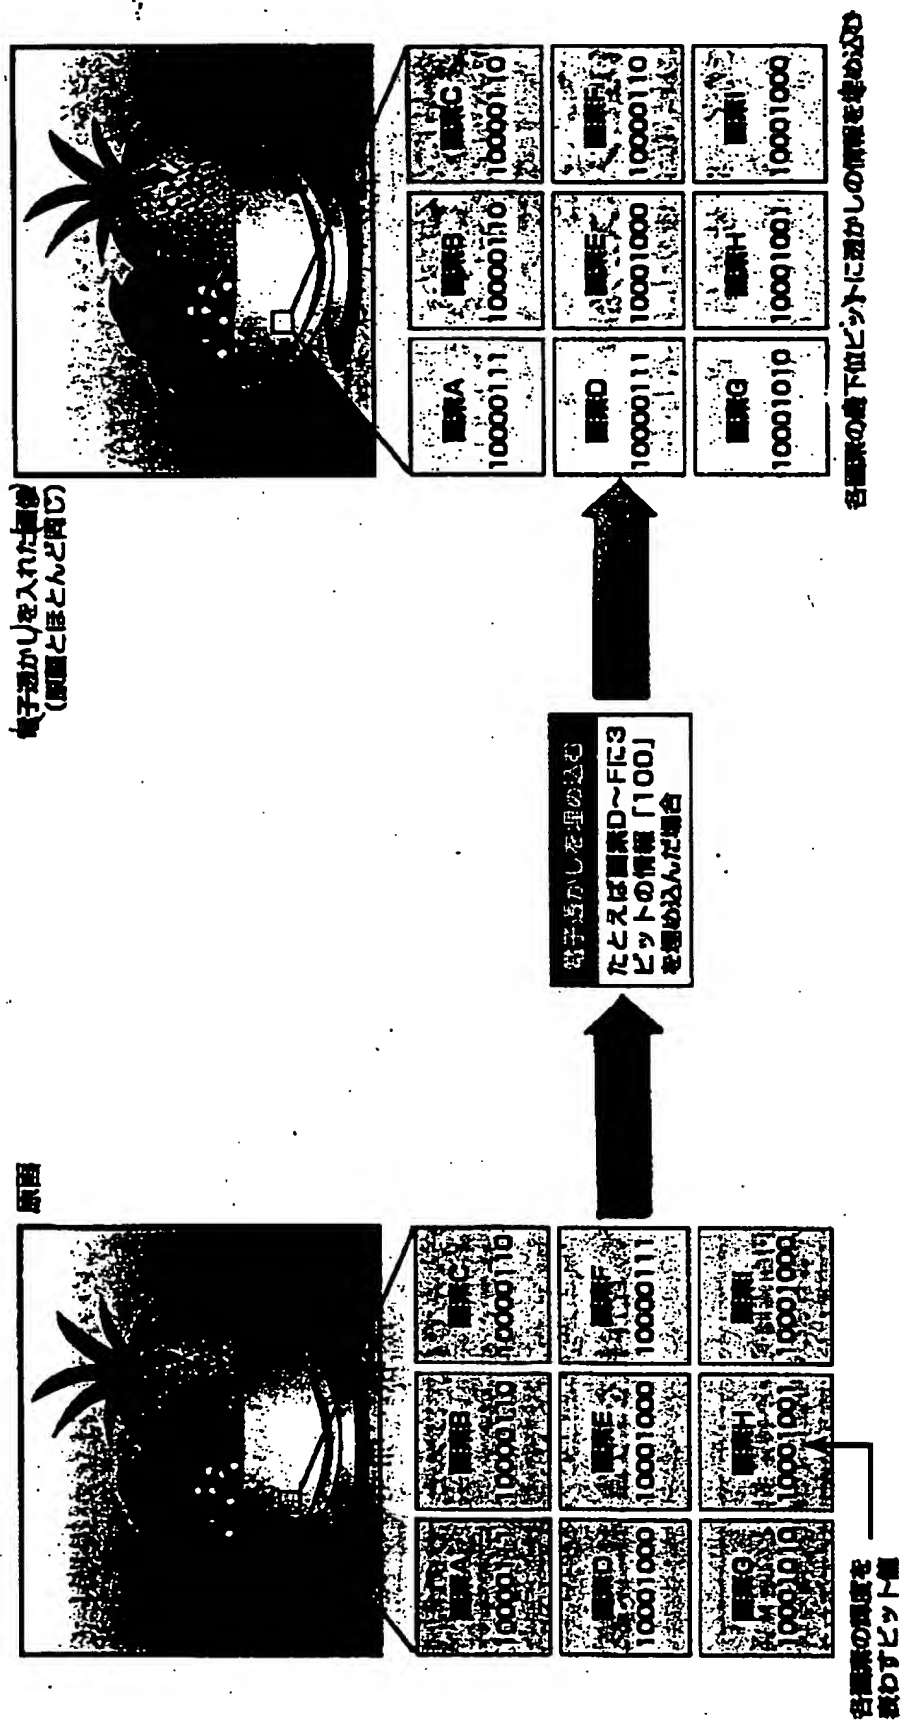 原画
画素A
10000111
画素B
10000110
画素C
10000110
画素D
10001000
画素E
10001000
画素F
10000111
画素G
10001010
画素H
10001001
画素I
10001000
各画素の輝度を
表わすビット値
電子透かしを埋め込む
たとえば画素D〜Fに3
ビットの情報「100」
を埋め込んだ場合
電子透かしを入れた画像
(原画とほとんど同じ)
画素A
10000111
画素B
10000110
画素C
10000110
画素D
10000111
画素E
10001000
画素F
10000110
画素G
10001010
画素H
10001001
画素I
10001000
各画素の最下位ビットに透かしの情報を埋め込む